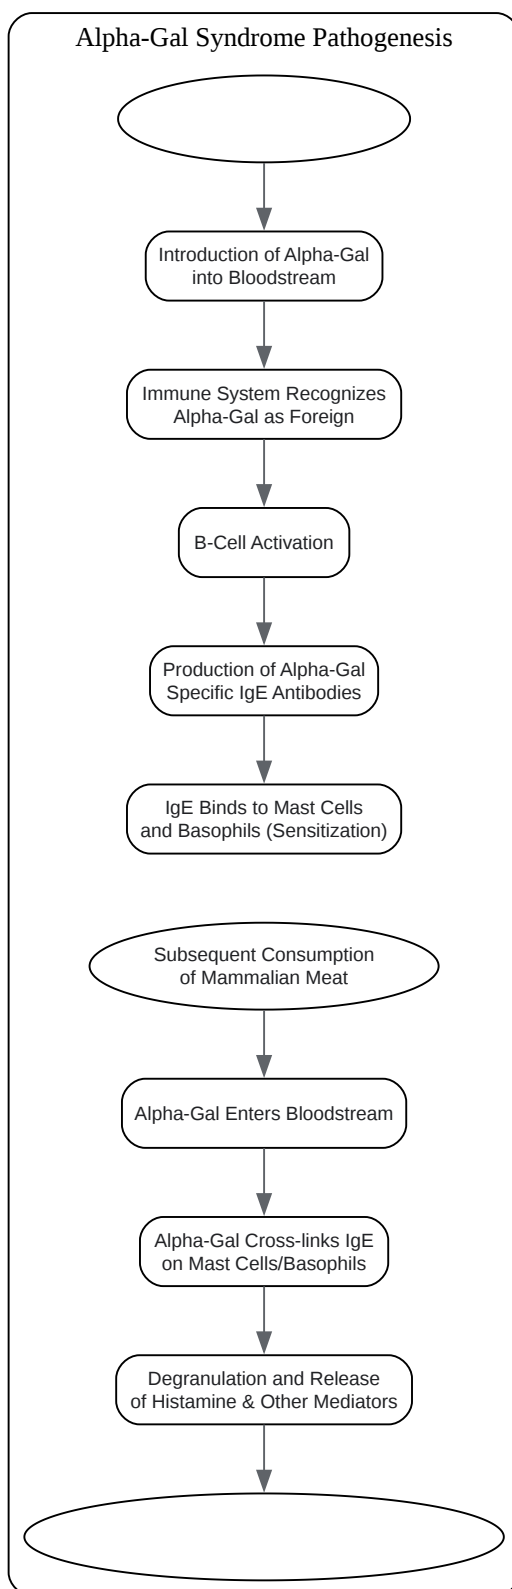 Alpha-Gal Syndrome Pathogenesis
Introduction of Alpha-Gal
into Bloodstream
Immune System Recognizes
Alpha-Gal as Foreign
B-Cell Activation
Production of Alpha-Gal
Specific IgE Antibodies
IgE Binds to Mast Cells
and Basophils (Sensitization)
Subsequent Consumption
of Mammalian Meat
Alpha-Gal Enters Bloodstream
Alpha-Gal Cross-links IgE
on Mast Cells/Basophils
Degranulation and Release
of Histamine & Other Mediators